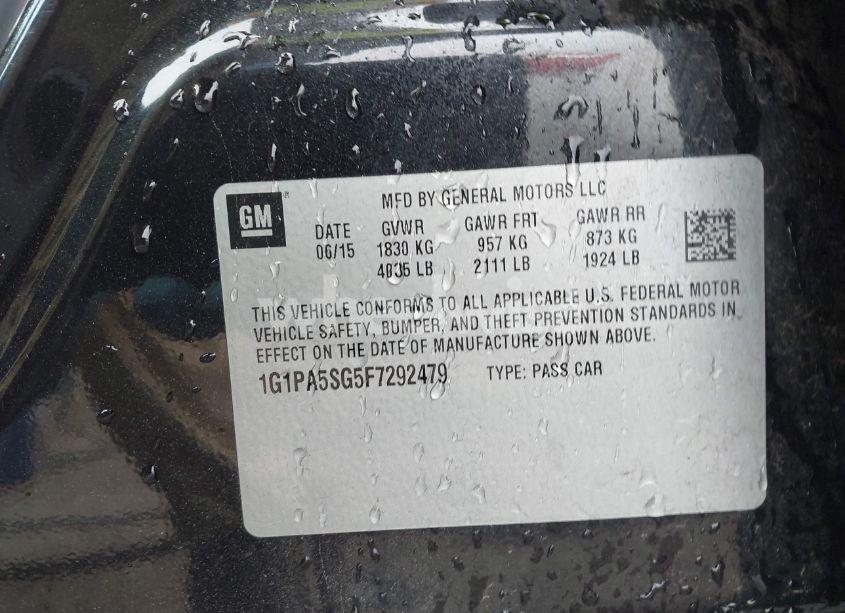 GM
MFD BY GENERAL MOTORS LLC
DATE GVWR GAWR FRT GAWR RR
06/15 1830 KG 957 KG 873 KG
4035 LB 2111 LB 1924 LB
THIS VEHICLE CONFORMS TO ALL APPLICABLE U.S. FEDERAL MOTOR
VEHICLE SAFETY, BUMPER, AND THEFT PREVENTION STANDARDS IN
EFFECT ON THE DATE OF MANUFACTURE SHOWN ABOVE.
1G1PA5SG5F7292479 TYPE: PASS CAR